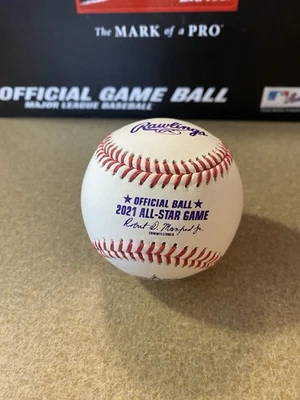 The MARK of a PRO®
OFFICIAL GAME BALL
MAJOR LEAGUE BASEBALL
Rawlings
★ OFFICIAL BALL ★
2021 ALL-STAR GAME
Robert D. Manfred Jr.
COMMISSIONER